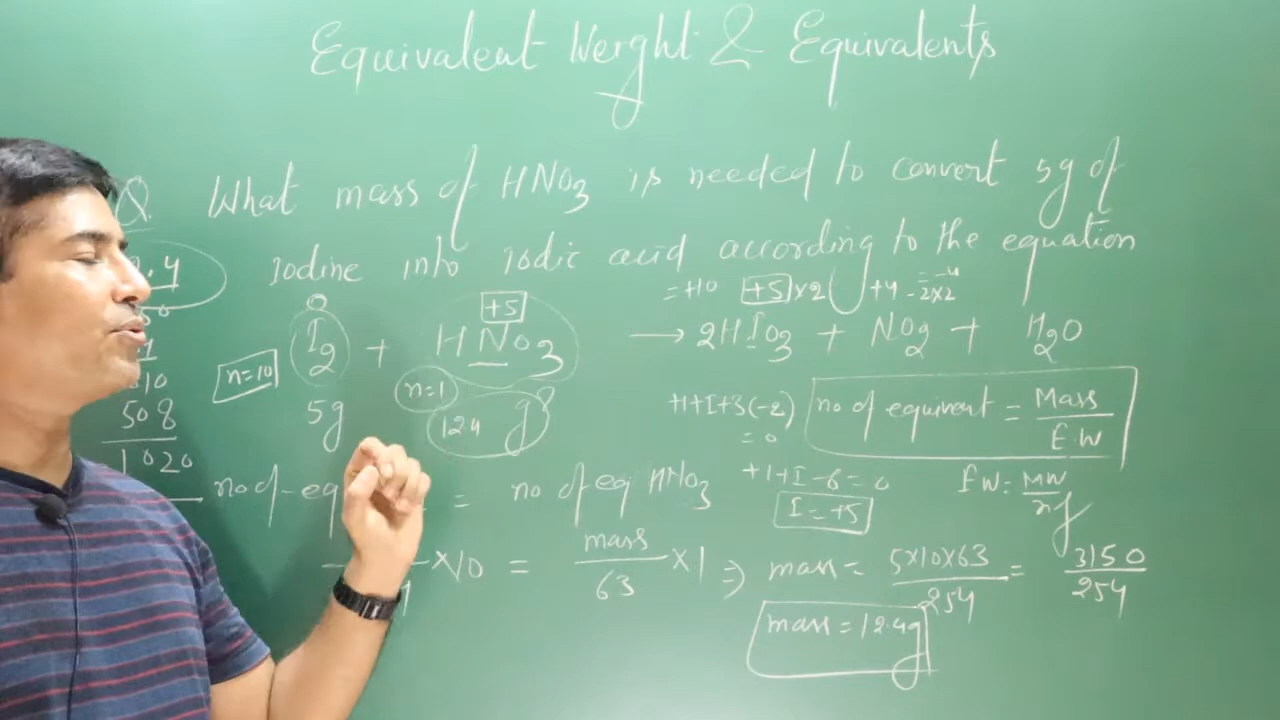 Equivalent Weight & Equivalents
Q. What mass of HNO3 is needed to convert 5g of
Iodine into Iodic acid according to the equation
=+10 +5×2 +4 -2×2 = -4
+5
I2 + HNO3 → 2HIO3 + NO2 + H2O
0
n=10
n=1
5g
12.4 g
+1+I+3(-2)
= 0
+1+I-6=0
I=+5
no of equivent = Mass / E.W
EW = MW / nf
no of-eq = no of eq HNO3
×10 = mass / 63 ×1 ⇒ mass = 5×10×63 / 254 = 3150 / 254
mass = 12.4g
.4
508
1020